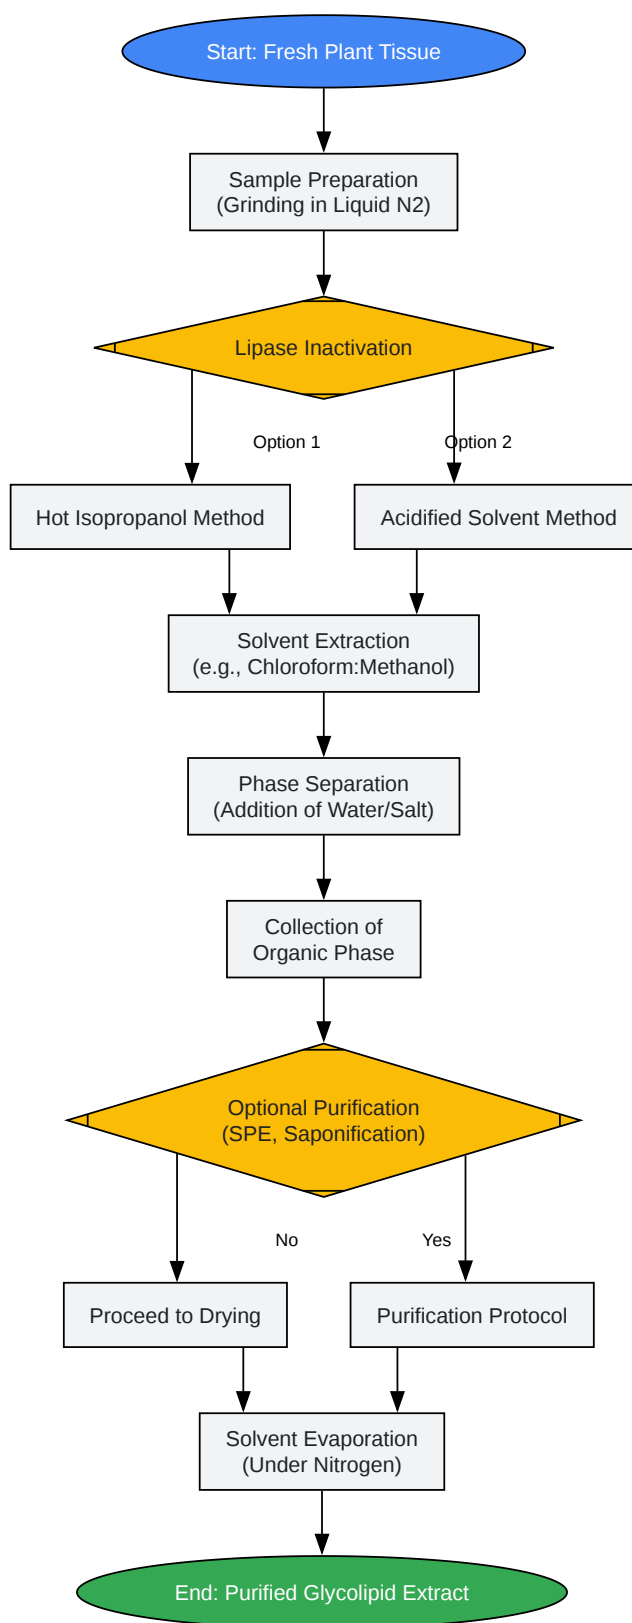 Start: Fresh Plant Tissue
Sample Preparation
(Grinding in Liquid N2)
Lipase Inactivation
Option 1
Option 2
Hot Isopropanol Method
Acidified Solvent Method
Solvent Extraction
(e.g., Chloroform:Methanol)
Phase Separation
(Addition of Water/Salt)
Collection of
Organic Phase
Optional Purification
(SPE, Saponification)
No
Yes
Proceed to Drying
Purification Protocol
Solvent Evaporation
(Under Nitrogen)
End: Purified Glycolipid Extract